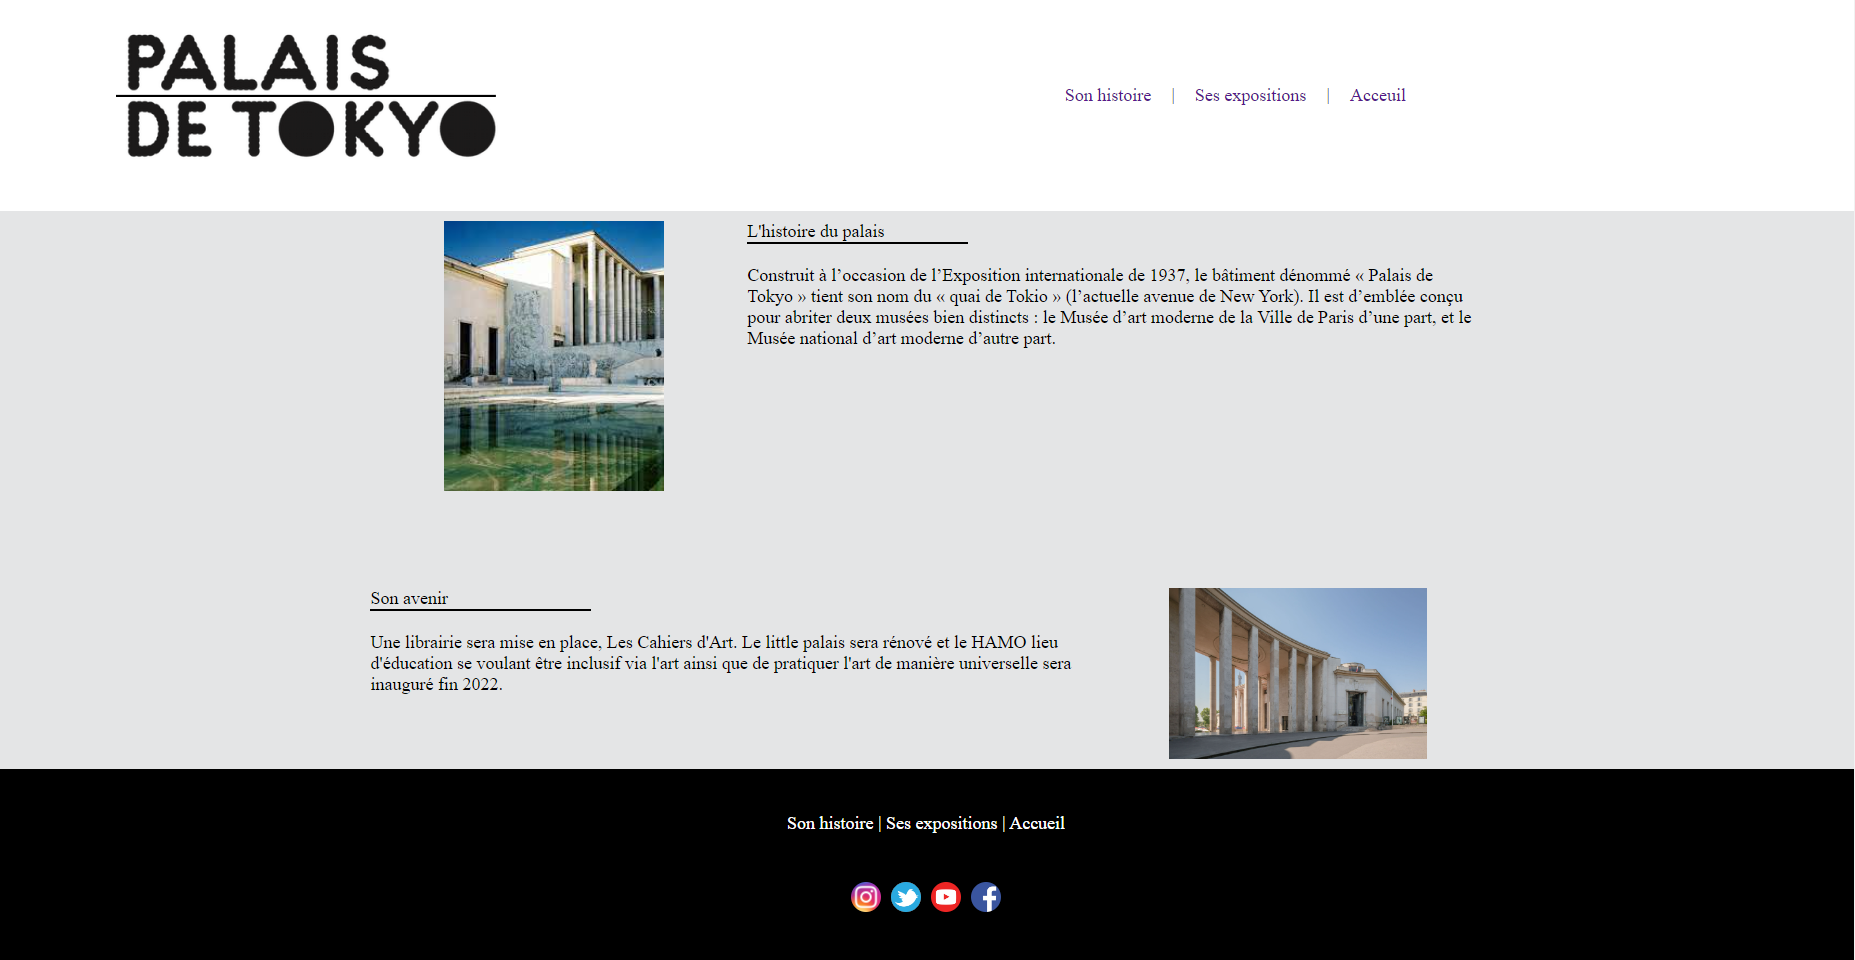 PALAIS
DE TOKYO
Son histoire | Ses expositions | Acceuil
L'histoire du palais
Construit à l’occasion de l’Exposition internationale de 1937, le bâtiment dénommé « Palais de
Tokyo » tient son nom du « quai de Tokio » (l’actuelle avenue de New York). Il est d’emblée conçu
pour abriter deux musées bien distincts : le Musée d’art moderne de la Ville de Paris d’une part, et le
Musée national d’art moderne d’autre part.
Son avenir
Une librairie sera mise en place, Les Cahiers d'Art. Le little palais sera rénové et le HAMO lieu
d'éducation se voulant être inclusif via l'art ainsi que de pratiquer l'art de manière universelle sera
inauguré fin 2022.
Son histoire | Ses expositions | Accueil